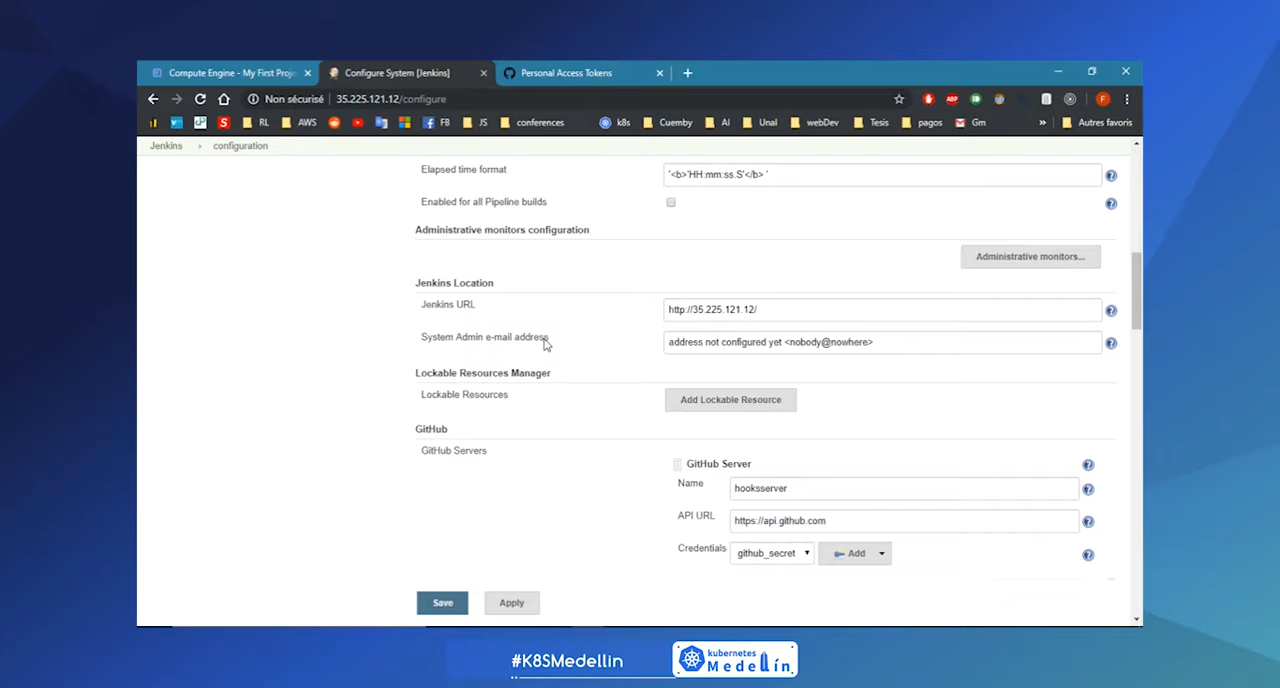 Compute Engine - My First Proje
Configure System [Jenkins]
Personal Access Tokens
Non sécurisé
35.225.121.12/configure
ABP
RL
AWS
FB
JS
conferences
k8s
Cuemby
AI
Unal
webDev
Tesis
pagos
Gm
»
Autres favoris
Jenkins
configuration
Elapsed time format
'<b>'HH:mm:ss.S'</b> '
Enabled for all Pipeline builds
Administrative monitors configuration
Administrative monitors...
Jenkins Location
Jenkins URL
http://35.225.121.12/
System Admin e-mail address
address not configured yet <nobody@nowhere>
Lockable Resources Manager
Lockable Resources
Add Lockable Resource
GitHub
GitHub Servers
GitHub Server
Name
hooksserver
API URL
https://api.github.com
Credentials
github_secret
Add
Save
Apply
#K8SMedellin
kubernetes
Medellín